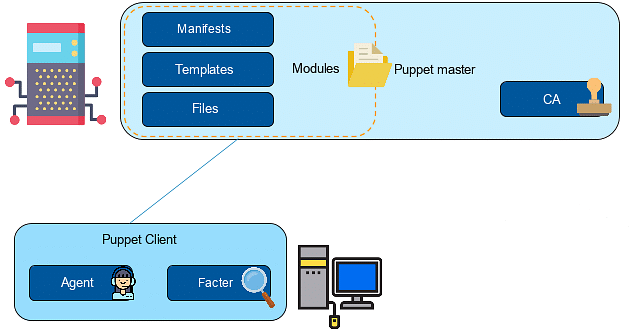 Manifests
Templates
Files
Modules
Puppet master
CA
Puppet Client
Agent
Facter